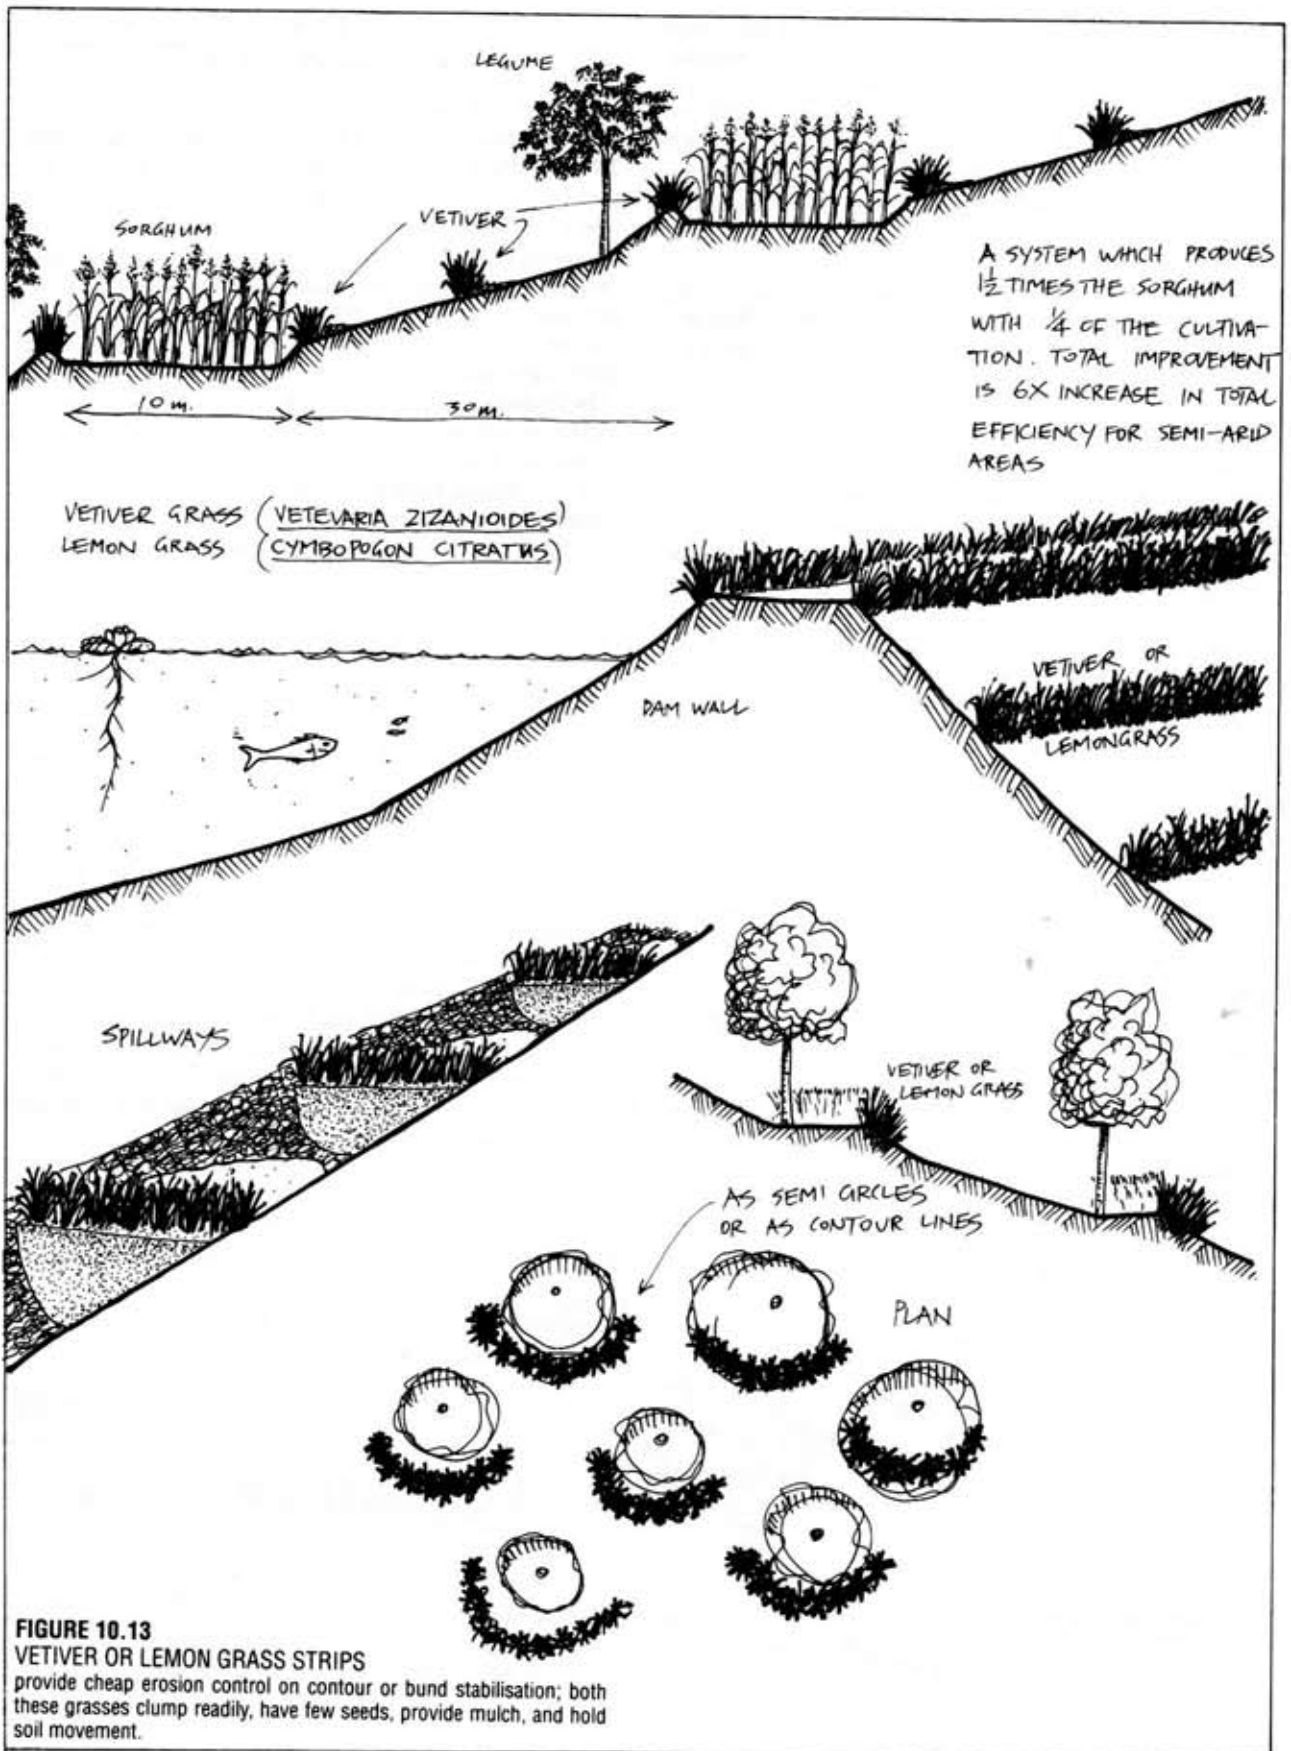 LEGUME
SORGHUM
VETIVER
A SYSTEM WHICH PRODUCES
1½ TIMES THE SORGHUM
WITH ¼ OF THE CULTIVA-
TION. TOTAL IMPROVEMENT
IS 6X INCREASE IN TOTAL
EFFICIENCY FOR SEMI-ARID
AREAS
10 m.
30 m.
VETIVER GRASS (VETEVARIA ZIZANIOIDES)
LEMON GRASS (CYMBOPOGON CITRATUS)
DAM WALL
VETIVER OR
LEMONGRASS
SPILLWAYS
VETIVER OR
LEMON GRASS
AS SEMI CIRCLES
OR AS CONTOUR LINES
PLAN
FIGURE 10.13
VETIVER OR LEMON GRASS STRIPS
provide cheap erosion control on contour or bund stabilisation; both
these grasses clump readily, have few seeds, provide mulch, and hold
soil movement.